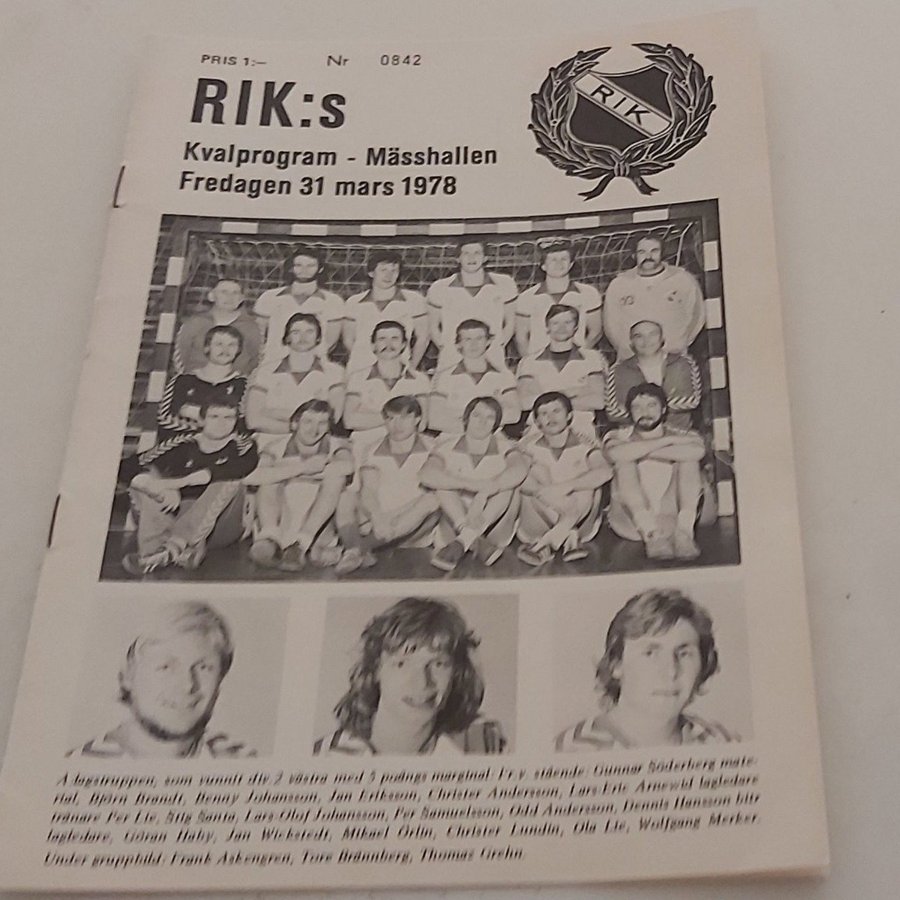 PRIS 1:— Nr 0842
RIK:s
RIK
Kvalprogram - Mässhallen
Fredagen 31 mars 1978
A-lagstruppen, som vunnit div 2 västra med 5 poängs marginal: Fr.v. stående: Gunnar Söderberg mate-
rial, Björn Brandt, Benny Johansson, Jan Eriksson, Christer Andersson, Lars-Eric Arnewid lagledare
tränare Per Lie, Stig Santa, Lars-Olof Johansson, Per Samuelsson, Odd Andersson, Dennis Hansson bitr
lagledare, Göran Haby, Jan Wickstedt, Mikael Örlin, Christer Lundin, Ola Lie, Wolfgang Merker.
Under gruppbild: Frank Askengren, Tore Brännberg, Thomas Grehn.